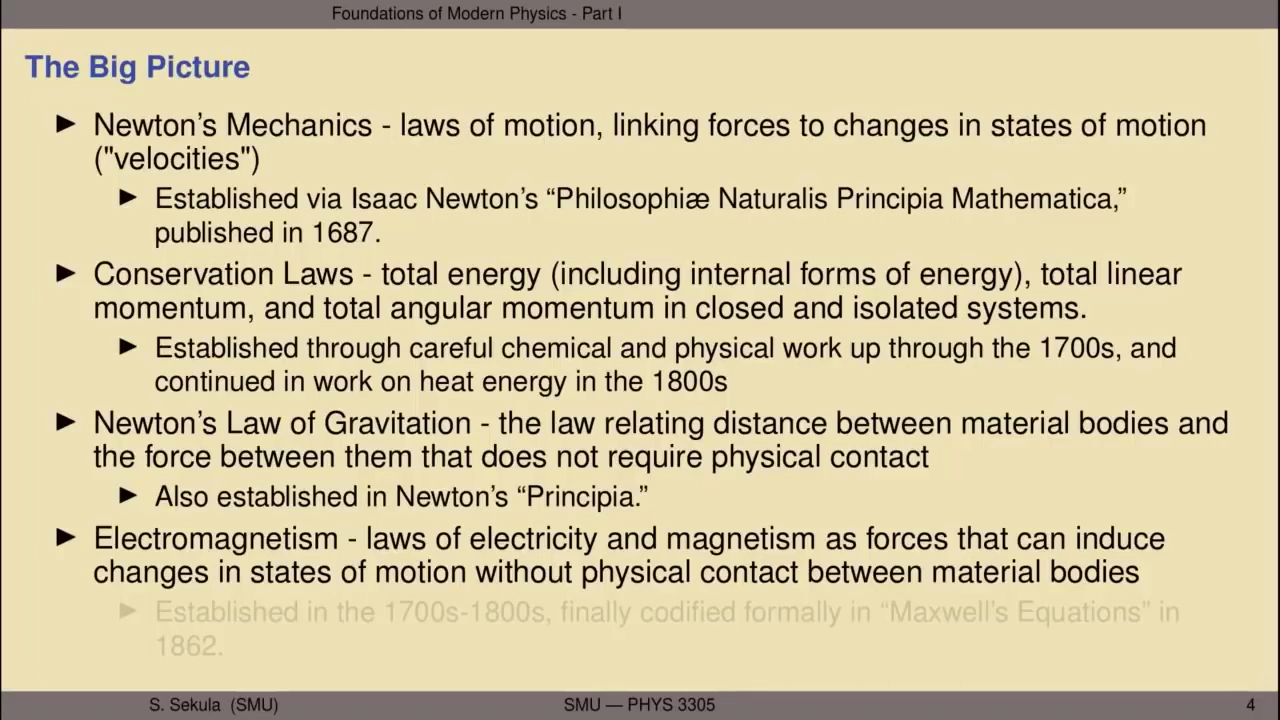 Foundations of Modern Physics - Part I
The Big Picture
▶ Newton's Mechanics - laws of motion, linking forces to changes in states of motion
("velocities")
▶ Established via Isaac Newton's “Philosophiæ Naturalis Principia Mathematica,”
published in 1687.
▶ Conservation Laws - total energy (including internal forms of energy), total linear
momentum, and total angular momentum in closed and isolated systems.
▶ Established through careful chemical and physical work up through the 1700s, and
continued in work on heat energy in the 1800s
▶ Newton's Law of Gravitation - the law relating distance between material bodies and
the force between them that does not require physical contact
▶ Also established in Newton's “Principia.”
▶ Electromagnetism - laws of electricity and magnetism as forces that can induce
changes in states of motion without physical contact between material bodies
▶ Established in the 1700s-1800s, finally codified formally in “Maxwell's Equations” in
1862.
S. Sekula (SMU) SMU — PHYS 3305 4